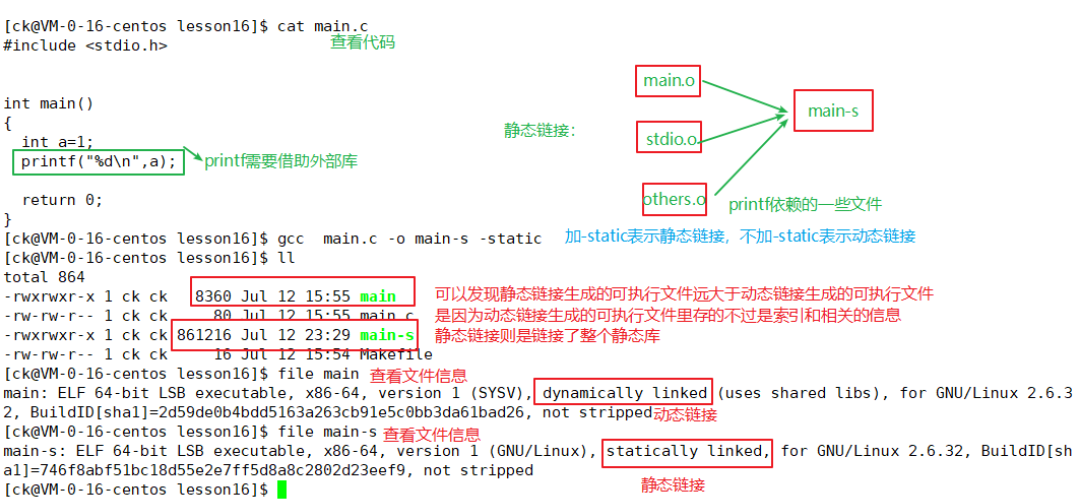 [ck@VM-0-16-centos lesson16]$ cat main.c
#include <stdio.h>
查看代码
int main()
{
int a=1;
printf("%d\n",a);
printf需要借助外部库
return 0;
}
静态链接：
main.o
stdio.o
others.o
main-s
printf依赖的一些文件
[ck@VM-0-16-centos lesson16]$ gcc  main.c -o main-s -static
加-static表示静态链接，不加-static表示动态链接
[ck@VM-0-16-centos lesson16]$ ll
total 864
-rwxrwxr-x 1 ck ck   8360 Jul 12 15:55 main
-rw-rw-r-- 1 ck ck     80 Jul 12 15:55 main.c
-rwxrwxr-x 1 ck ck 861216 Jul 12 23:29 main-s
-rw-rw-r-- 1 ck ck     16 Jul 12 15:54 Makefile
可以发现静态链接生成的可执行文件远大于动态链接生成的可执行文件
是因为动态链接生成的可执行文件里存的不过是索引和相关的信息
静态链接则是链接了整个静态库
[ck@VM-0-16-centos lesson16]$ file main
查看文件信息
main: ELF 64-bit LSB executable, x86-64, version 1 (SYSV), dynamically linked (uses shared libs), for GNU/Linux 2.6.3
2, BuildID[sha1]=2d59de0b4bdd5163a263cb91e5c0bb3da61bad26, not stripped
动态链接
[ck@VM-0-16-centos lesson16]$ file main-s
查看文件信息
main-s: ELF 64-bit LSB executable, x86-64, version 1 (GNU/Linux), statically linked, for GNU/Linux 2.6.32, BuildID[sh
a1]=746f8abf51bc18d55e2e7ff5d8a8c2802d23eef9, not stripped
静态链接
[ck@VM-0-16-centos lesson16]$